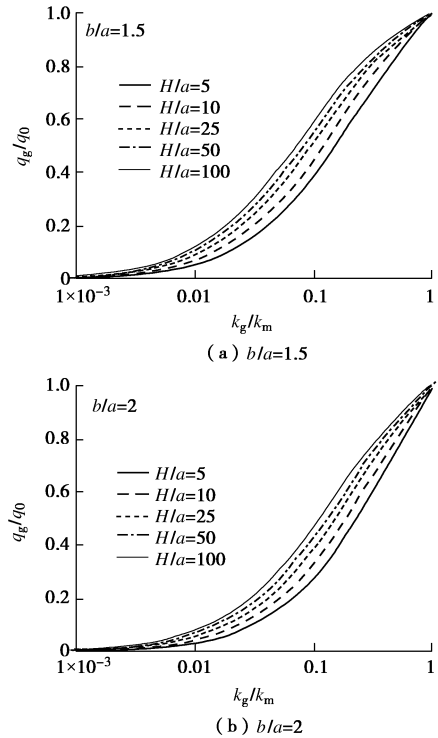 1.0
b/a=1.5
0.8
H/a=5
H/a=10
0.6
H/a=25
qg/q0
H/a=50
0.4
H/a=100
0.2
0
1×10⁻³
0.01
0.1
1
kg/km
(a) b/a=1.5
1.0
b/a=2
0.8
H/a=5
H/a=10
0.6
H/a=25
qg/q0
H/a=50
0.4
H/a=100
0.2
0
1×10⁻³
0.01
0.1
1
kg/km
(b) b/a=2